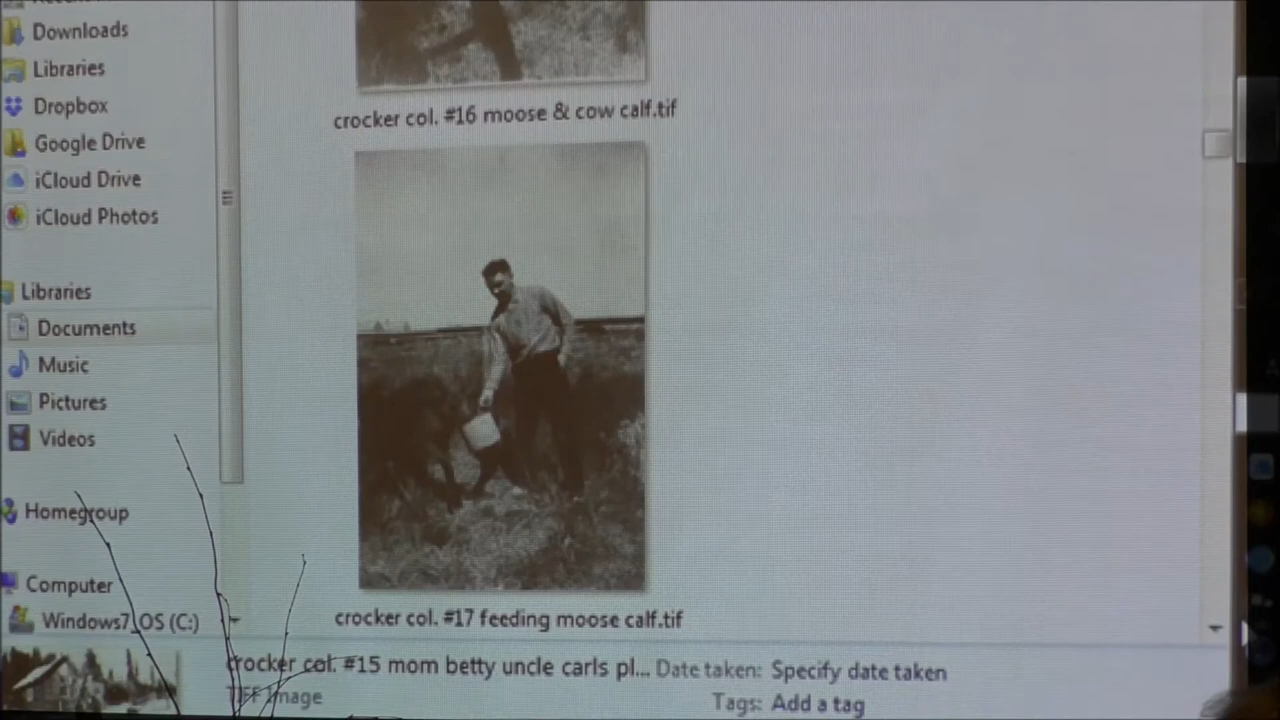 Downloads
Libraries
Dropbox
Google Drive
iCloud Drive
iCloud Photos
Libraries
Documents
Music
Pictures
Videos
Homegroup
Computer
Windows7_OS (C:)
crocker col. #16 moose & cow calf.tif
crocker col. #17 feeding moose calf.tif
crocker col. #15 mom betty uncle carls pl... Date taken: Specify date taken
TIFF Image Tags: Add a tag